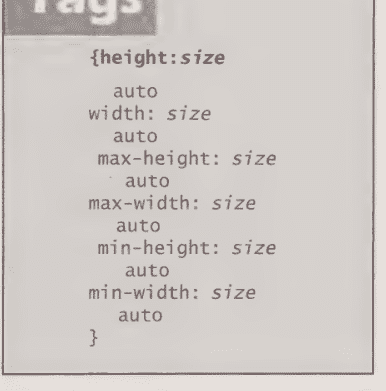 Tags
{height:size
auto
width: size
auto
max-height: size
auto
max-width: size
auto
min-height: size
auto
min-width: size
auto
}